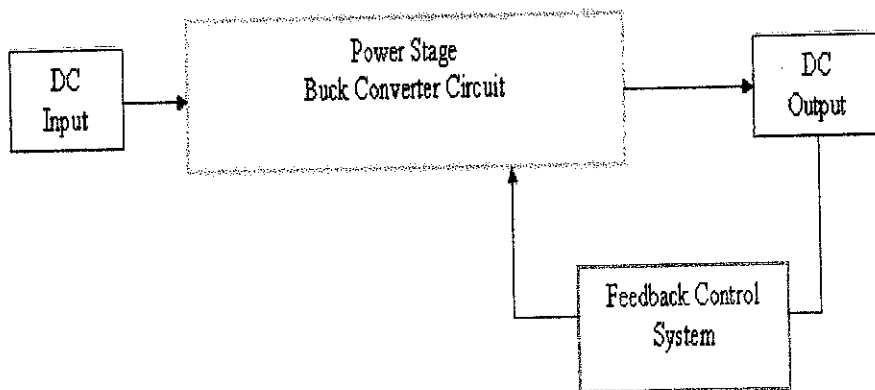 Power Stage
Buck Converter Circuit
DC
Input
DC
Output
Feedback Control
System